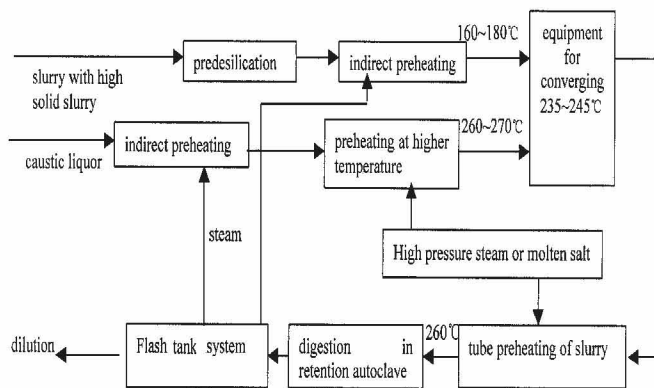 160~180℃
equipment
for
converging
235~245℃
predesilication
indirect preheating
slurry with high
solid slurry
260~270℃
preheating at higher
temperature
indirect preheating
caustic liquor
steam
High pressure steam or molten salt
260℃
dilution
Flash tank system
digestion in
retention autoclave
tube preheating of slurry